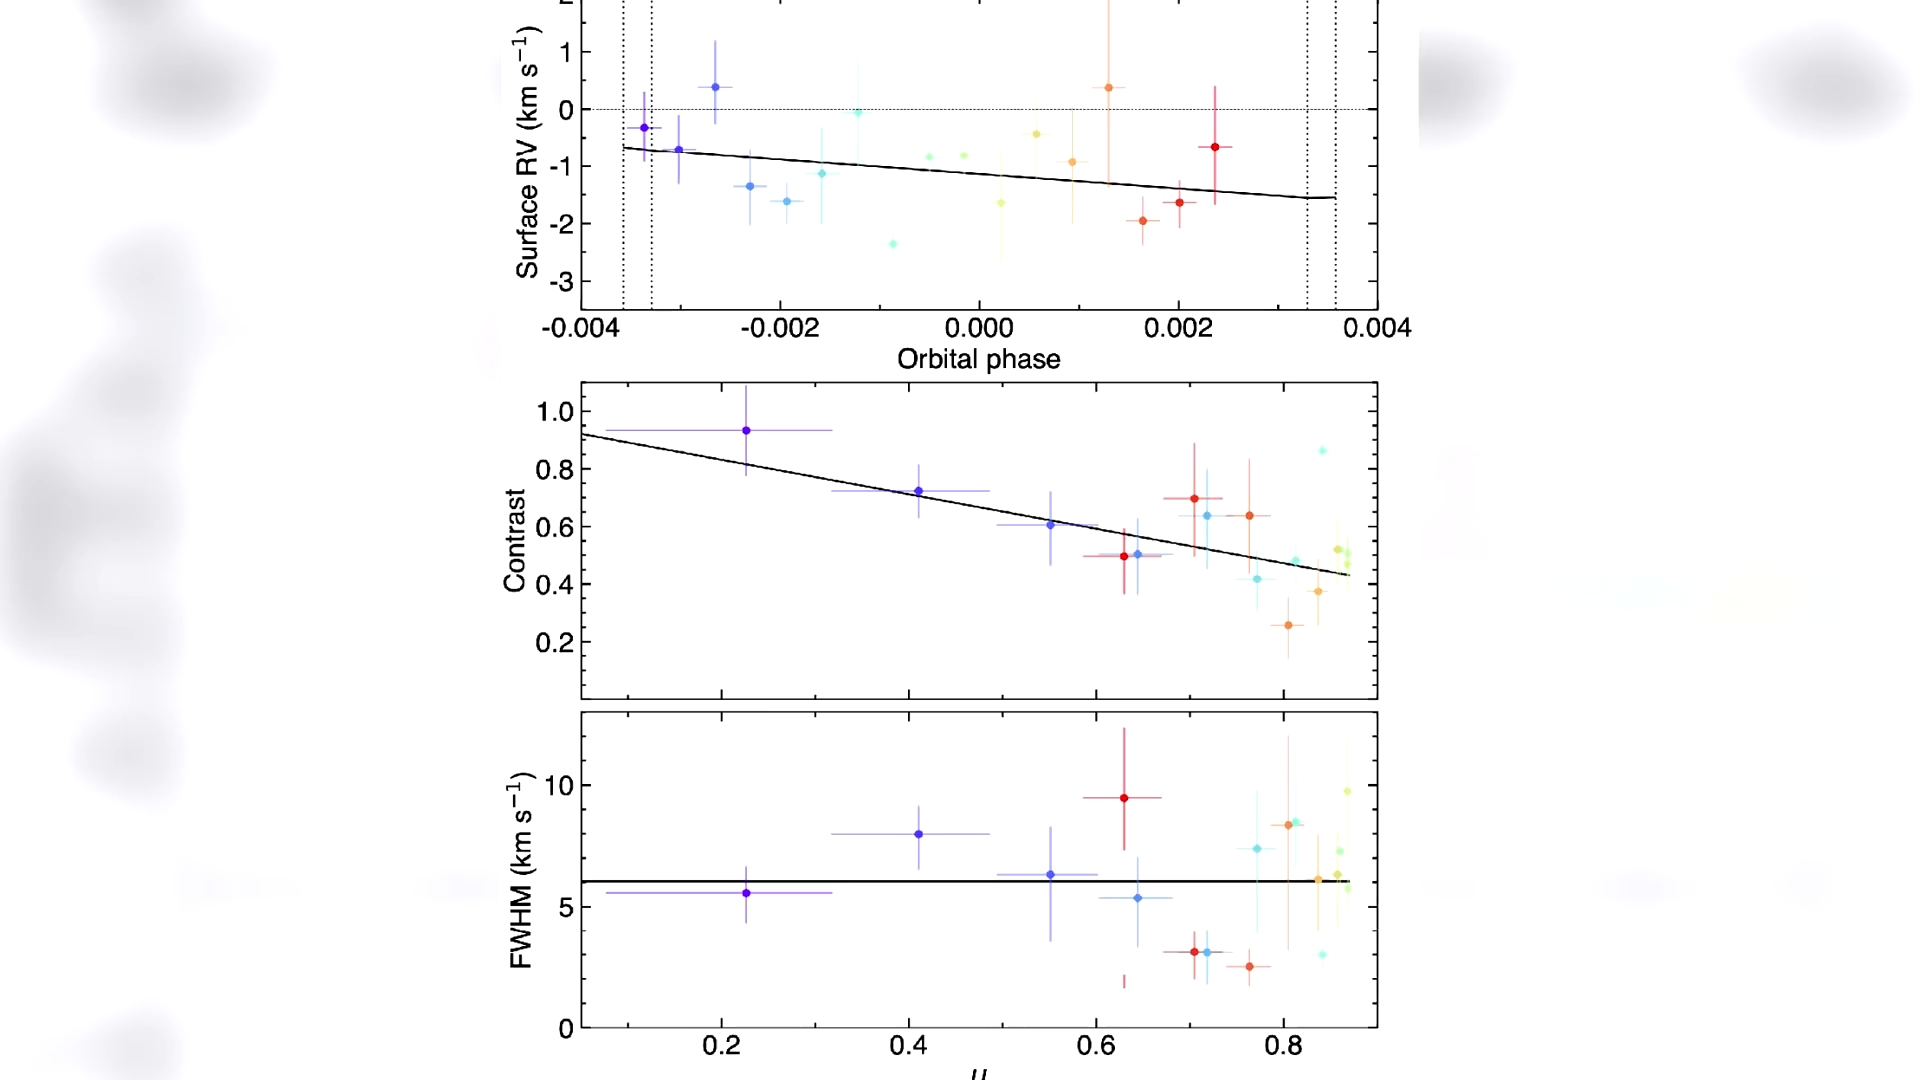 2
1
0
-1
-2
-3
Surface RV (km s⁻¹)
-0.004 -0.002 0.000 0.002 0.004
Orbital phase
1.0
0.8
0.6
0.4
0.2
Contrast
10
5
0
FWHM (km s⁻¹)
0.2 0.4 0.6 0.8